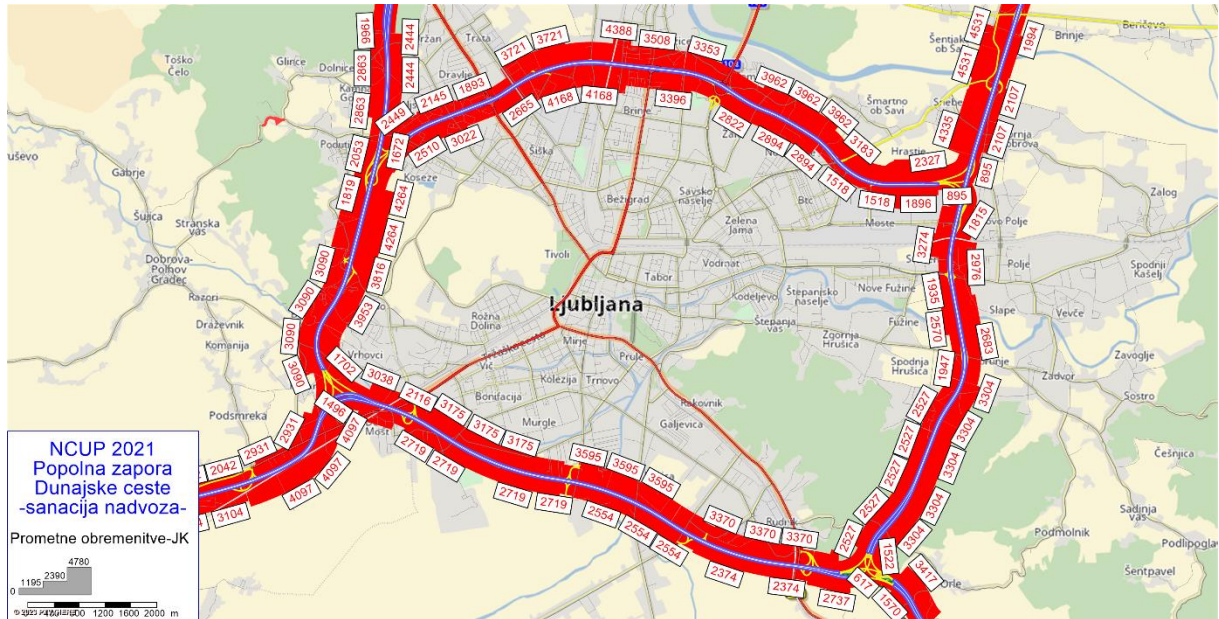 1966
2444
2863
2444
2863
2449
2145
1893
3721
3721
4388
3508
3353
2665
4168
4168
3396
3962
3962
3962
3183
2327
2822
2894
2894
1518
1518
1896
895
895
4531
4531
1994
4335
2107
2107
2053
1672
2510
3022
1819
4264
4264
3816
3953
3090
3090
3090
3090
1815
3274
2976
1935
2570
2683
1947
3304
3304
3304
3304
3304
2527
2527
2527
2527
2527
1522
3417
617
1570
1702
3038
2116
3175
3175
3175
1496
4097
4097
4097
2931
2931
2042
3104
2719
2719
2719
2719
3595
3595
3595
2554
2554
2554
3370
3370
3370
2374
2374
2737
Toško
Čelo
Glince
Dolnice
Trata
Dravlje
Brinje
Šentjakob
ob Savi
Brinje
Beričevo
Šmartno
ob Savi
Hrastje
Gabrje
Koseze
Šiška
Bežigrad
Savsko
naselje
Btc
Zelena
Jama
Moste
Zalog
Šujica
Stranska
vas
Dobrova-
Polhov
Gradec
Razori
Draževnik
Komanija
Podsmreka
Tivoli
Tabor
Vodmat
Ljubljana
Kodeljevo
Štepanjsko
naselje
Nove Fužine
Fužine
Polje
Spodnji
Kašelj
Slape
Vevče
Rožna
Dolina
Tržaška cesta
Vič
Vrhovci
Mirje
Prule
Štepanja
vas
Zgornja
Hrušica
Spodnja
Hrušica
Zadvor
Zavoglje
Sostro
Kolezija
Trnovo
Bonifacija
Murgle
Rakovnik
Galjevica
Rudnik
Češnjica
Sadinja
vas
Podmolnik
Podlipoglav
Šentpavel
Orle
NCUP 2021
Popolna zapora
Dunajske ceste
-sanacija nadvoza-
Prometne obremenitve-JK
4780
2390
1195
0
1200 1600 2000 m